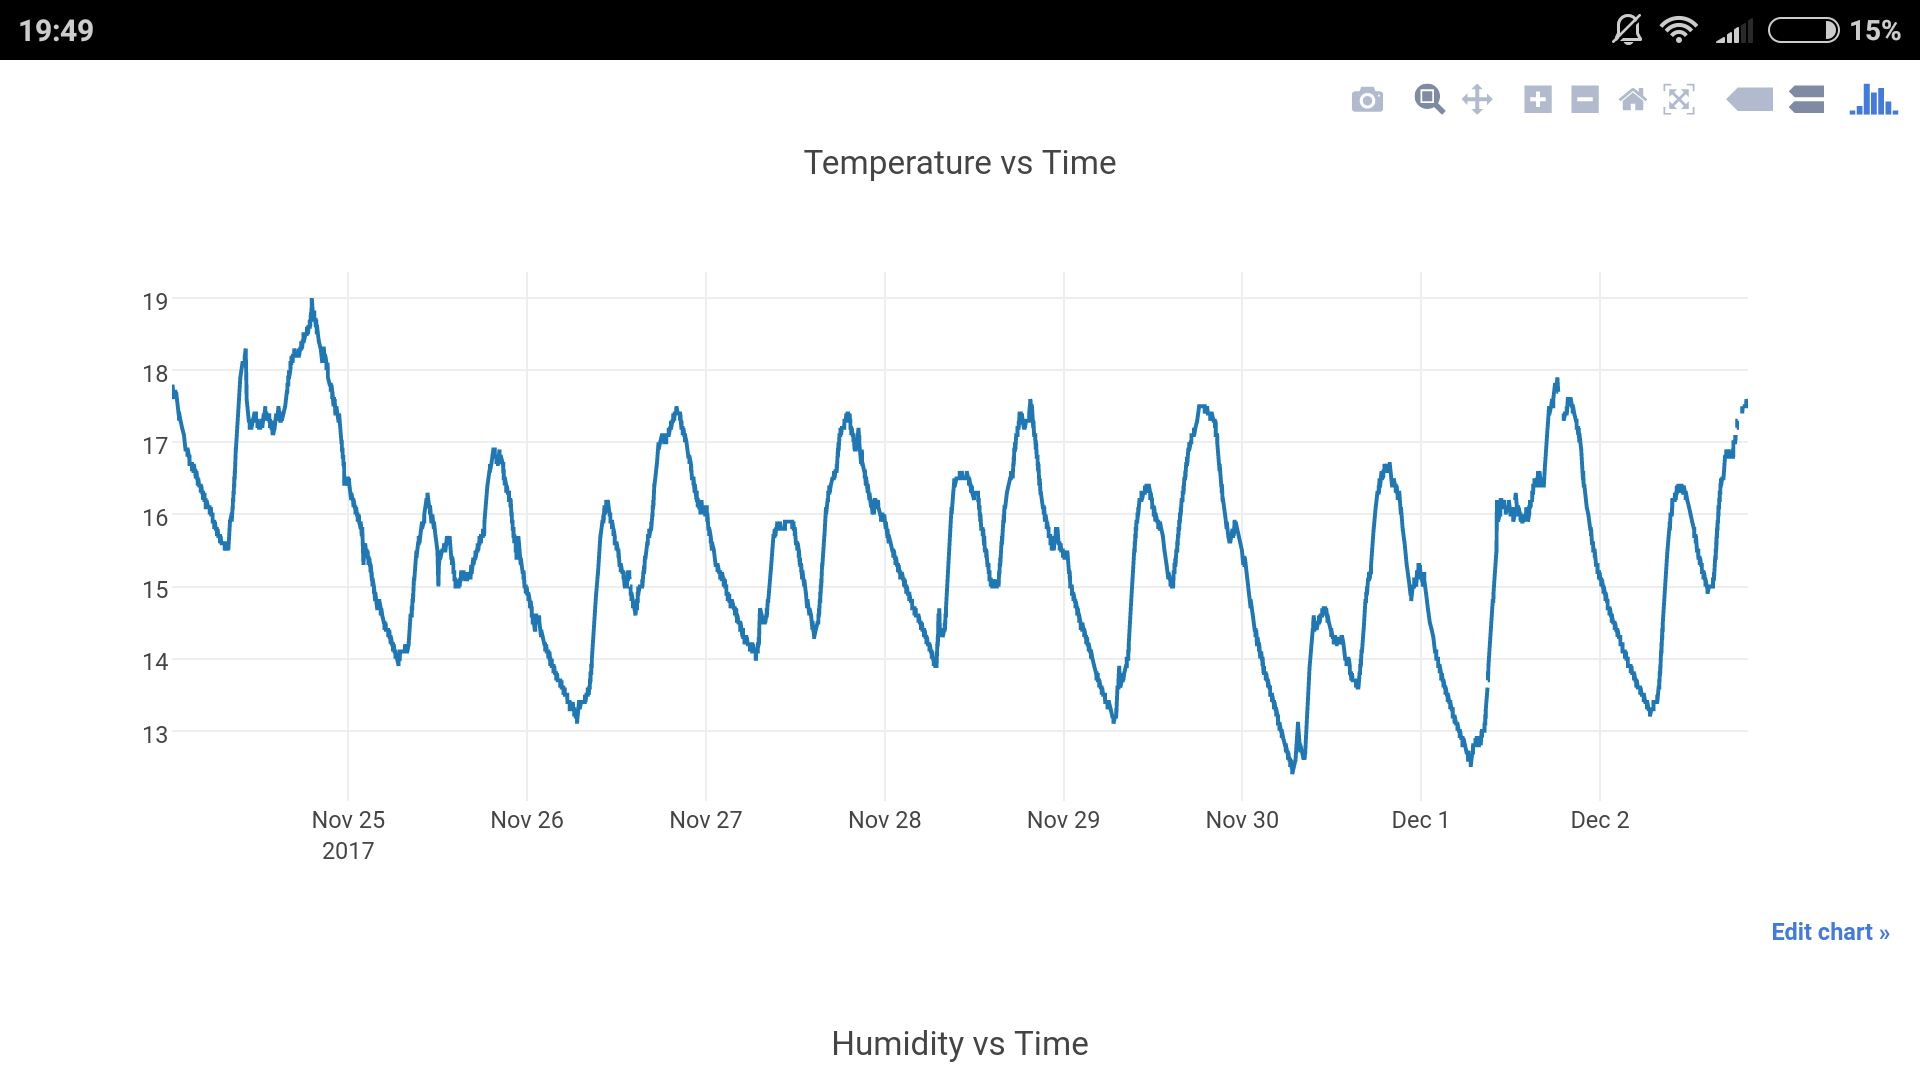 19:49
15%
Temperature vs Time
19
18
17
16
15
14
13
Nov 25
2017
Nov 26
Nov 27
Nov 28
Nov 29
Nov 30
Dec 1
Dec 2
Edit chart »
Humidity vs Time